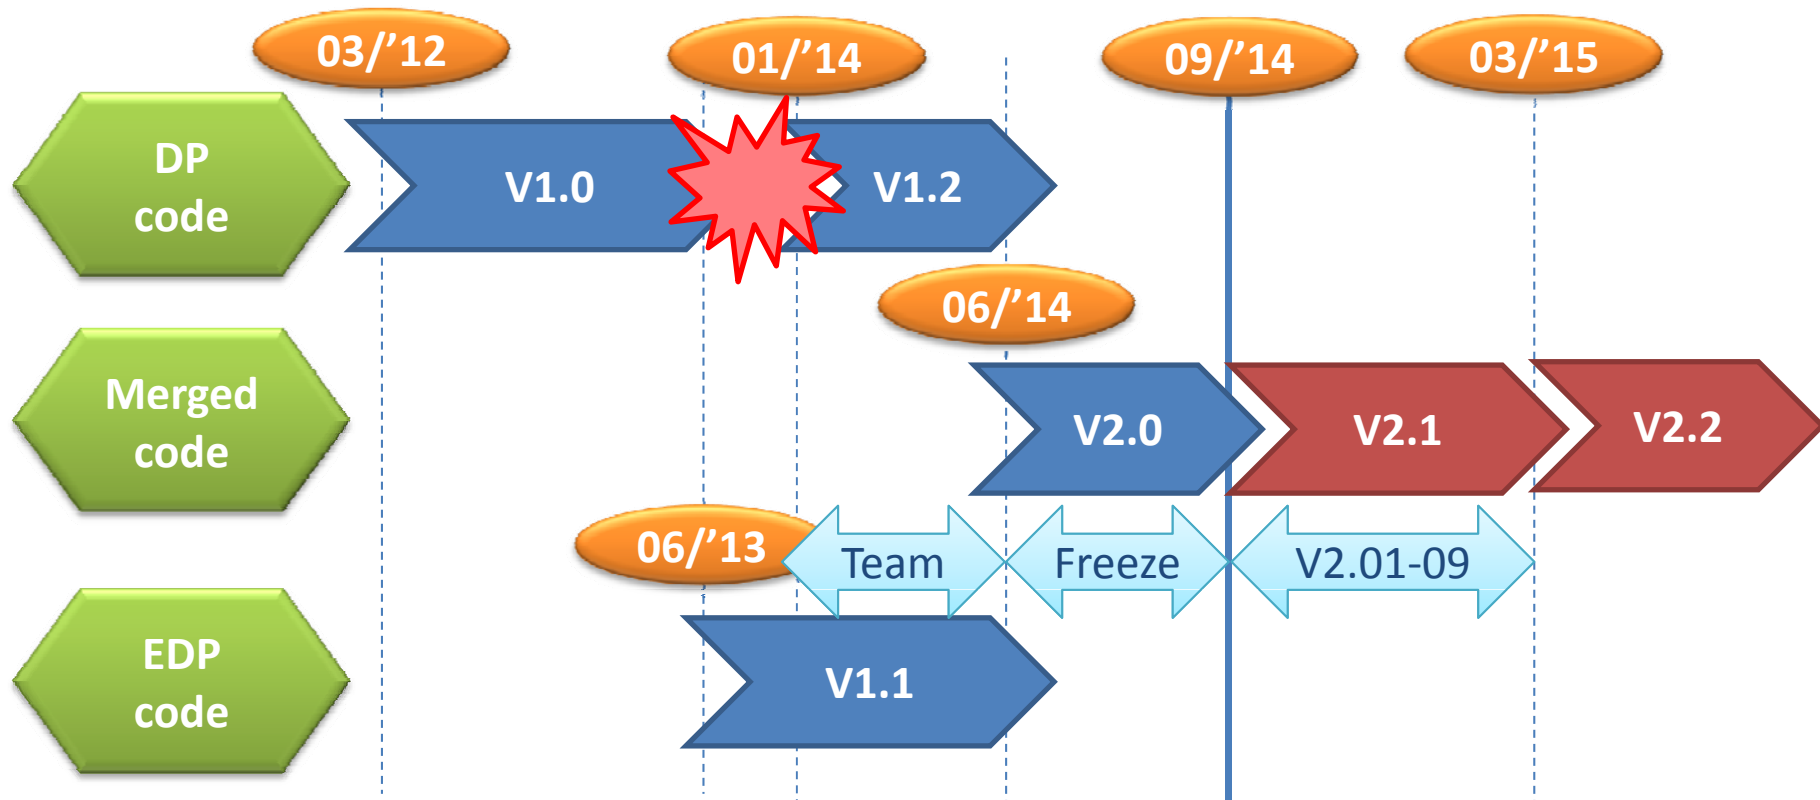 03/’12
01/’14
09/’14
03/’15
DP
code
V1.0
V1.2
06/’14
Merged
code
V2.0
V2.1
V2.2
06/’13
Team
Freeze
V2.01-09
EDP
code
V1.1